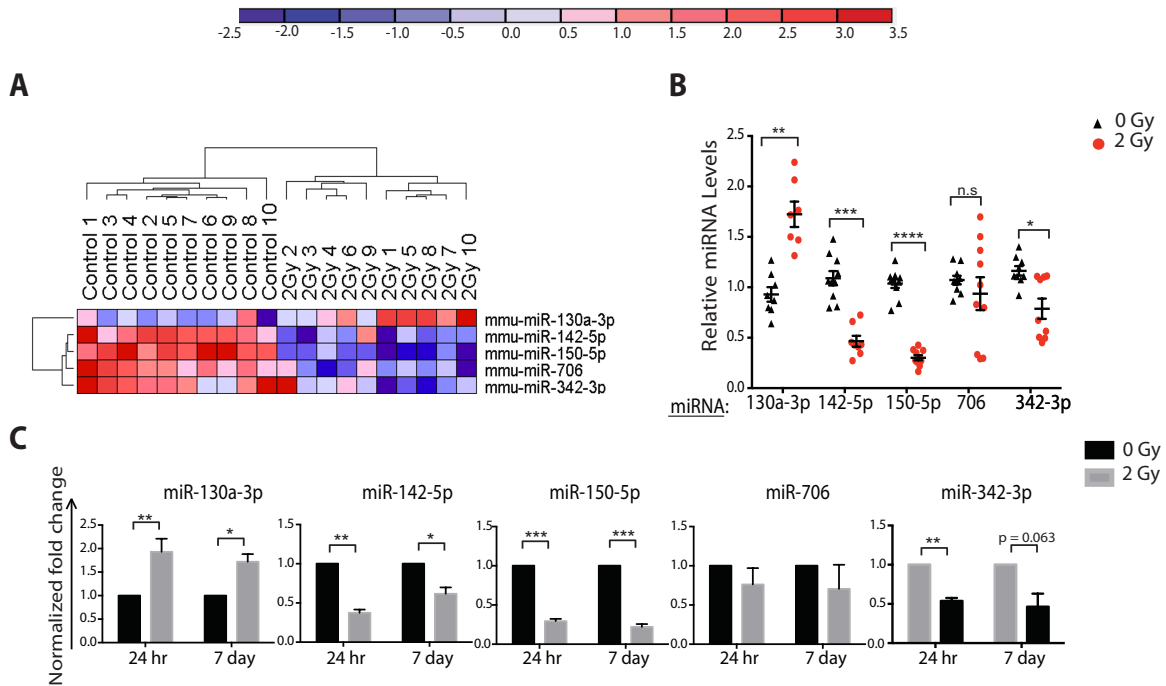 -2.5 -2.0 -1.5 -1.0 -0.5 0.0 0.5 1.0 1.5 2.0 2.5 3.0 3.5
A
Control 1
Control 3
Control 4
Control 2
Control 5
Control 7
Control 6
Control 9
Control 8
Control 10
2Gy 2
2Gy 3
2Gy 4
2Gy 6
2Gy 9
2Gy 1
2Gy 5
2Gy 8
2Gy 7
2Gy 10
mmu-miR-130a-3p
mmu-miR-142-5p
mmu-miR-150-5p
mmu-miR-706
mmu-miR-342-3p
B
0 Gy
2 Gy
Relative miRNA Levels
2.5
2.0
1.5
1.0
0.5
0.0
**
***
****
n.s
*
miRNA: 130a-3p 142-5p 150-5p 706 342-3p
C
0 Gy
2 Gy
Normalized fold change
miR-130a-3p
2.5
2.0
1.5
1.0
0.5
0.0
**
*
24 hr 7 day
miR-142-5p
1.5
1.0
0.5
0.0
**
*
24 hr 7 day
miR-150-5p
1.5
1.0
0.5
0.0
***
***
24 hr 7 day
miR-706
1.5
1.0
0.5
0.0
24 hr 7 day
miR-342-3p
1.5
1.0
0.5
0.0
**
p = 0.063
24 hr 7 day